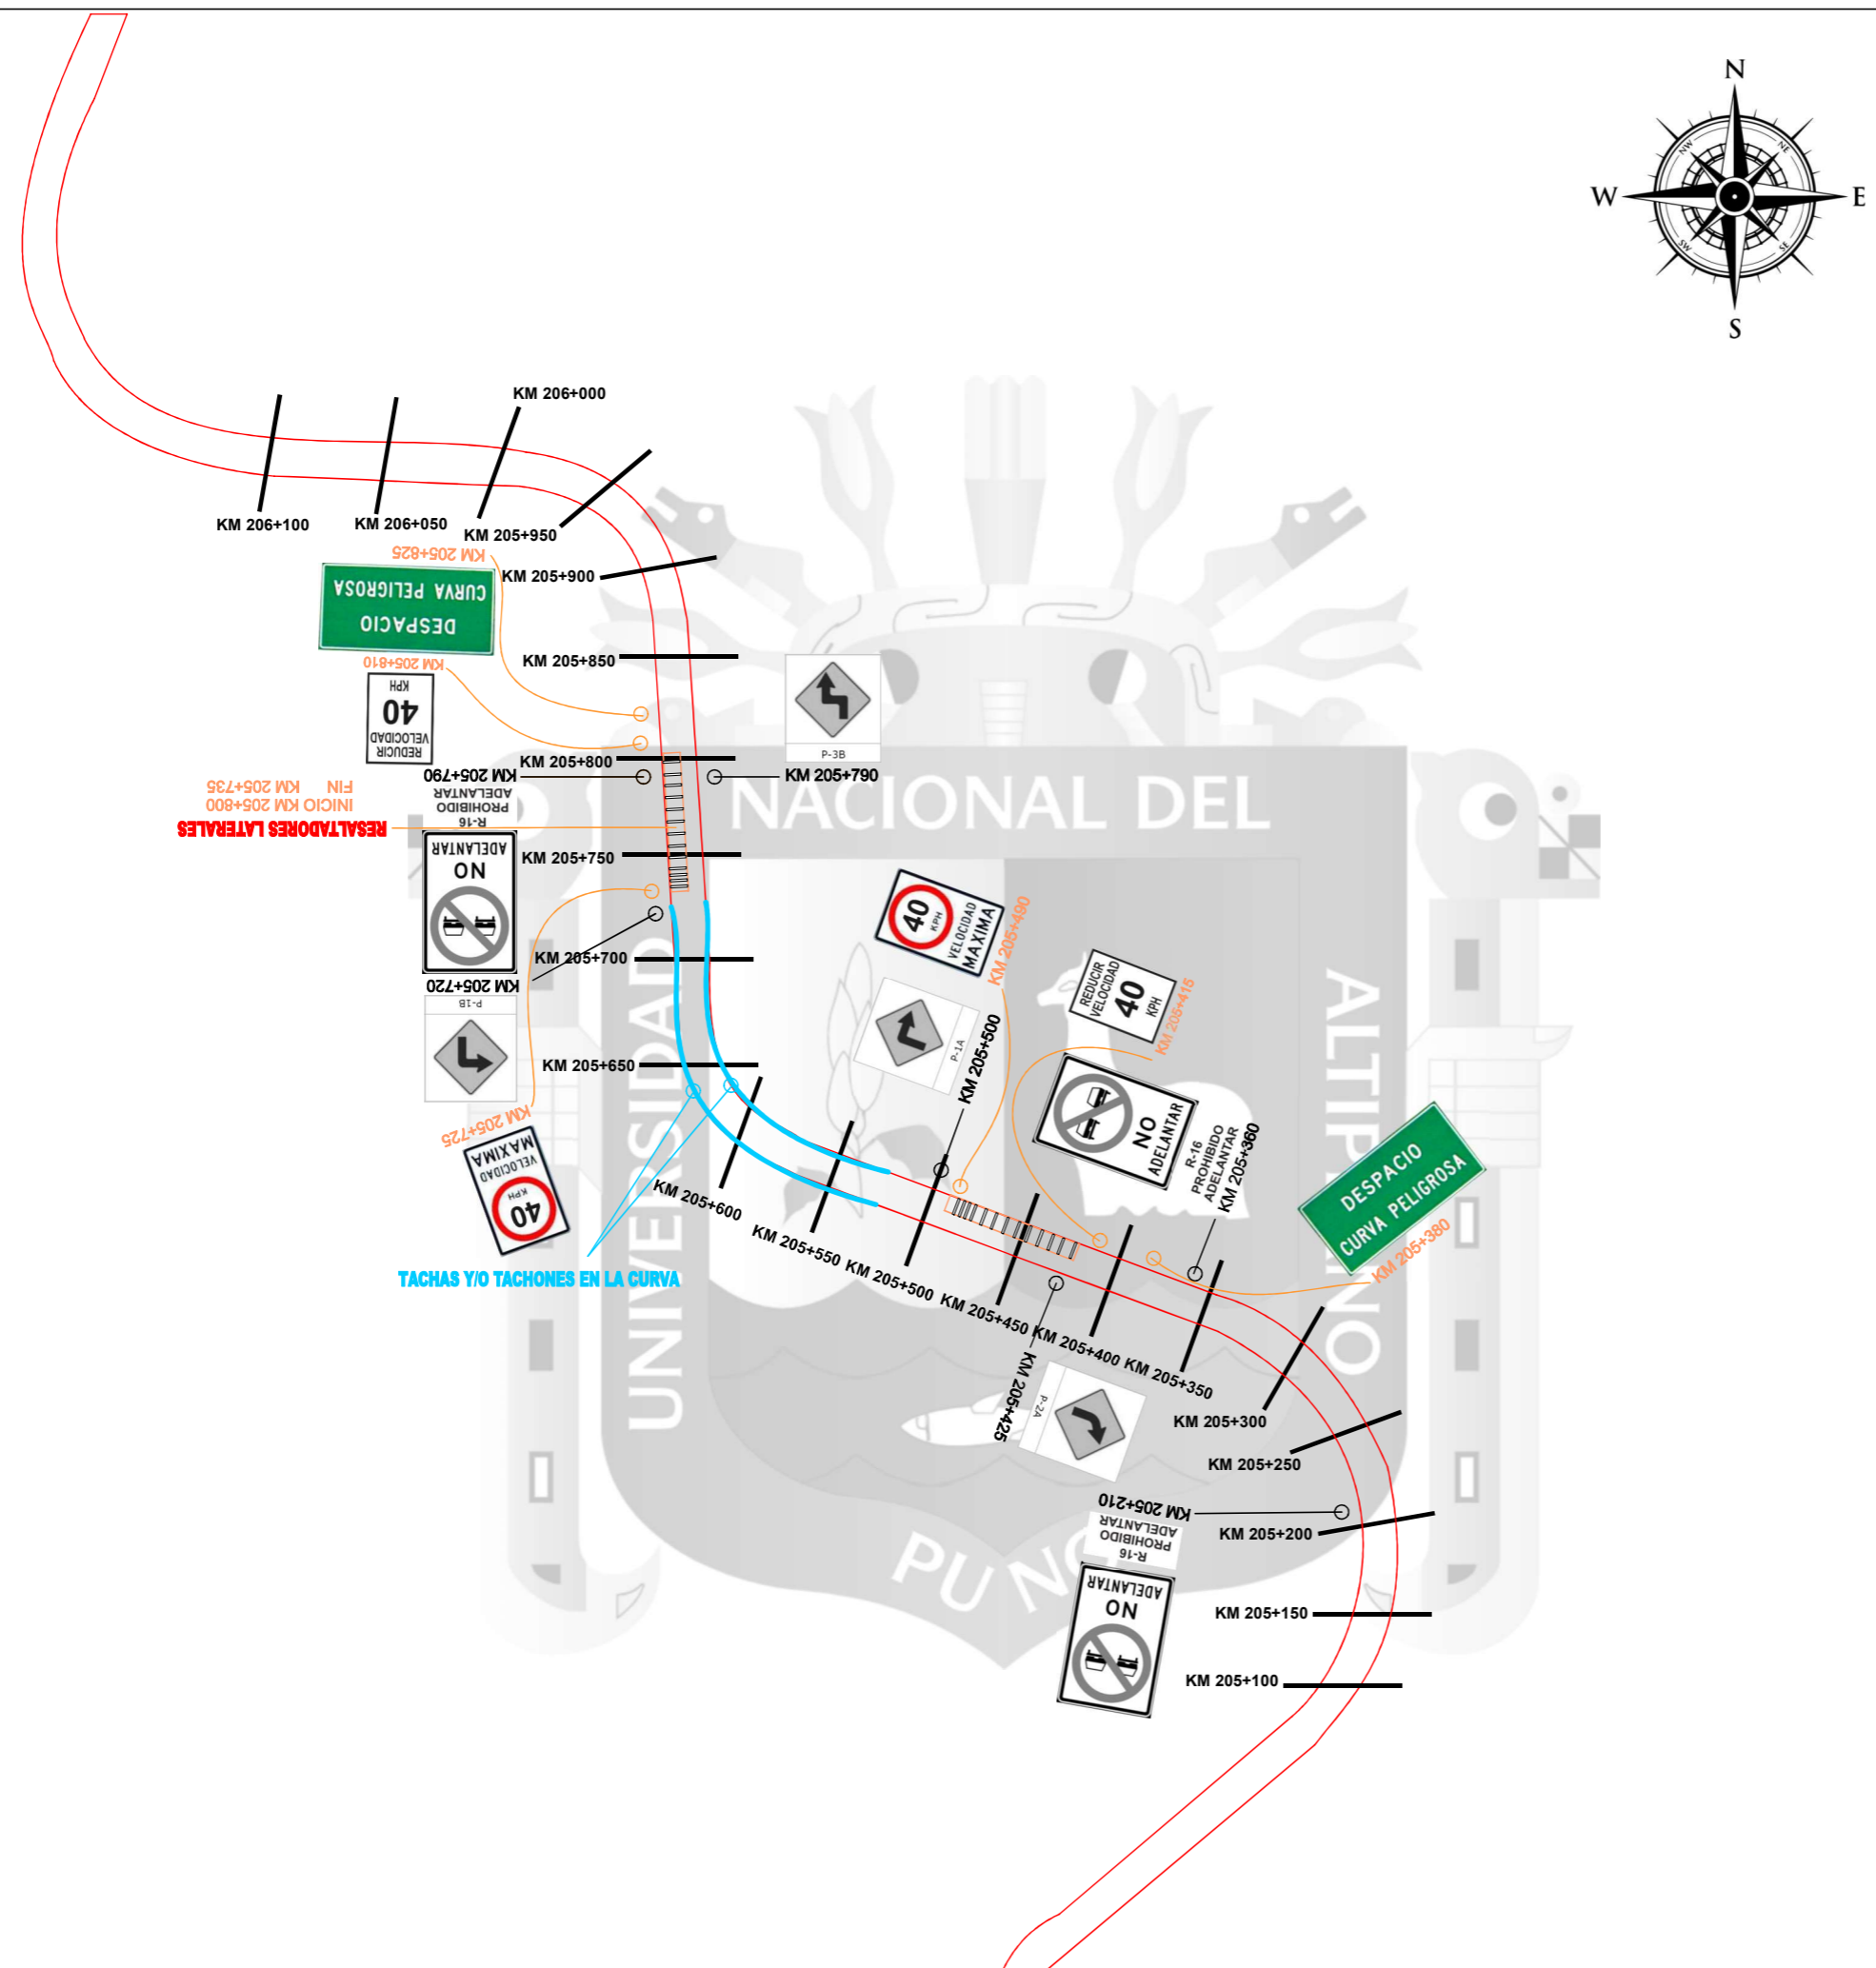 N
NW
NE
W
E
SW
SE
S
KM 206+000
KM 206+100
KM 206+050
KM 205+950
KM 205+825
KM 205+900
DESPACIO
CURVA PELIGROSA
KM 205+850
KM 205+810
REDUCIR
VELOCIDAD
40
KPH
P-3B
KM 205+800
KM 205+790
KM 205+790
R-16
PROHIBIDO
ADELANTAR
RESALTADORES LATERALES
INICIO KM 205+800
FIN KM 205+735
NACIONAL DEL
NO
ADELANTAR
KM 205+750
40
KPH
VELOCIDAD
MAXIMA
KM 205+490
KM 205+700
KM 205+720
P-1B
REDUCIR
VELOCIDAD
40
KPH
KM 205+415
P-1A
KM 205+500
UNIVERSIDAD
ALTIPLANO
KM 205+650
KM 205+725
40
KPH
VELOCIDAD
MAXIMA
NO
ADELANTAR
R-16
PROHIBIDO
ADELANTAR
KM 205+360
DESPACIO
CURVA PELIGROSA
KM 205+380
TACHAS Y/O TACHONES EN LA CURVA
KM 205+600
KM 205+550
KM 205+500
KM 205+450
KM 205+400
KM 205+350
KM 205+425
P-2A
KM 205+300
KM 205+250
KM 205+210
R-16
PROHIBIDO
ADELANTAR
KM 205+200
NO
ADELANTAR
PUNO
KM 205+150
KM 205+100